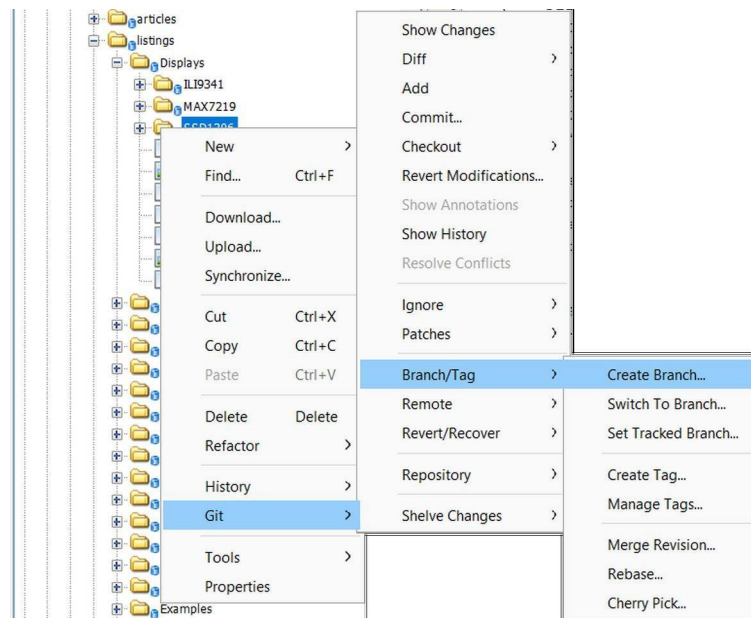 articles
listings
Displays
ILI9341
MAX7219
New
Find... Ctrl+F
Download...
Upload...
Synchronize...
Cut Ctrl+X
Copy Ctrl+C
Paste Ctrl+V
Delete Delete
Refactor
History
Git
Tools
Properties
Examples
Show Changes
Diff
Add
Commit...
Checkout
Revert Modifications...
Show Annotations
Show History
Resolve Conflicts
Ignore
Patches
Branch/Tag
Remote
Revert/Recover
Repository
Shelve Changes
Create Branch...
Switch To Branch...
Set Tracked Branch...
Create Tag...
Manage Tags...
Merge Revision...
Rebase...
Cherry Pick...